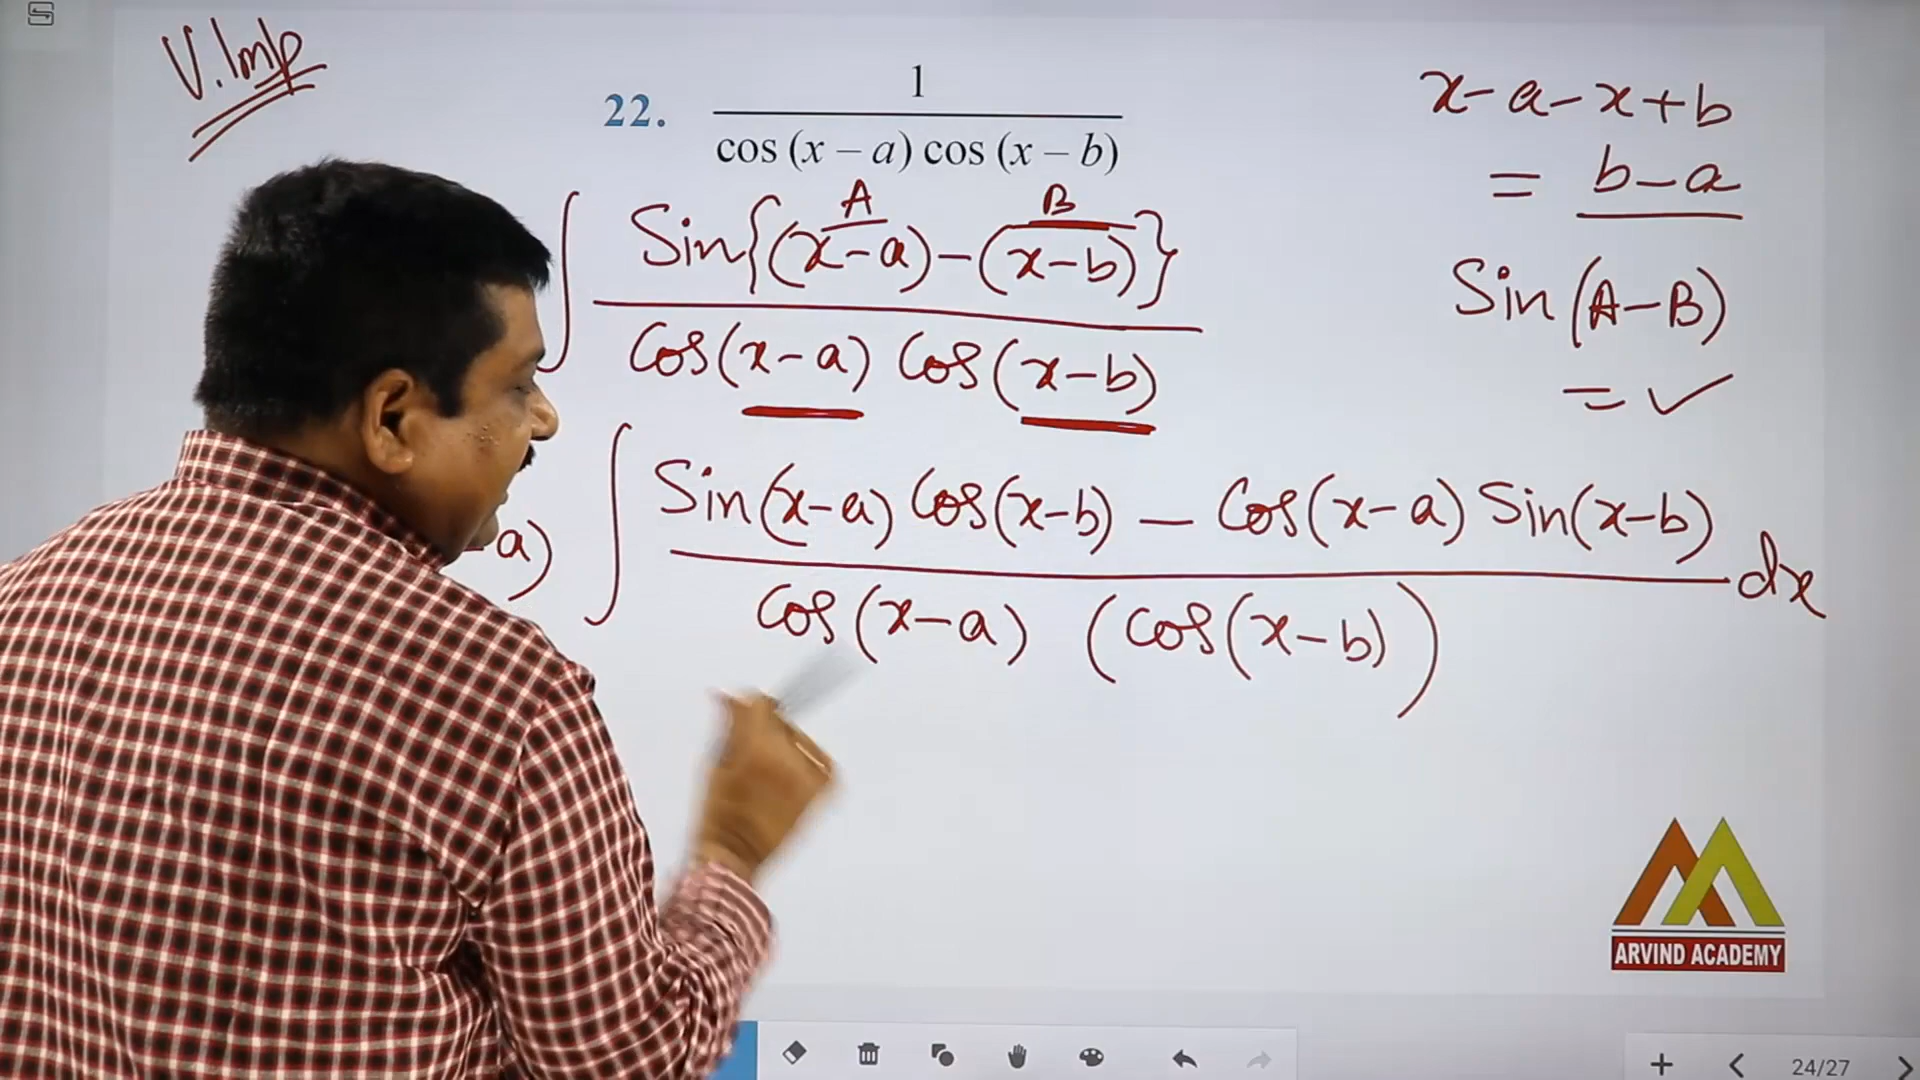 V. Imp
22. 1
cos (x – a) cos (x – b)
x - a - x + b
= b - a
∫ Sin{(x-a) - (x-b)}
A B
Cos(x-a) Cos(x-b)
Sin(A-B)
= ✓
a) ∫ Sin(x-a) Cos(x-b) - Cos(x-a) Sin(x-b) dx
Cos(x-a) (Cos(x-b))
ARVIND ACADEMY
24/27